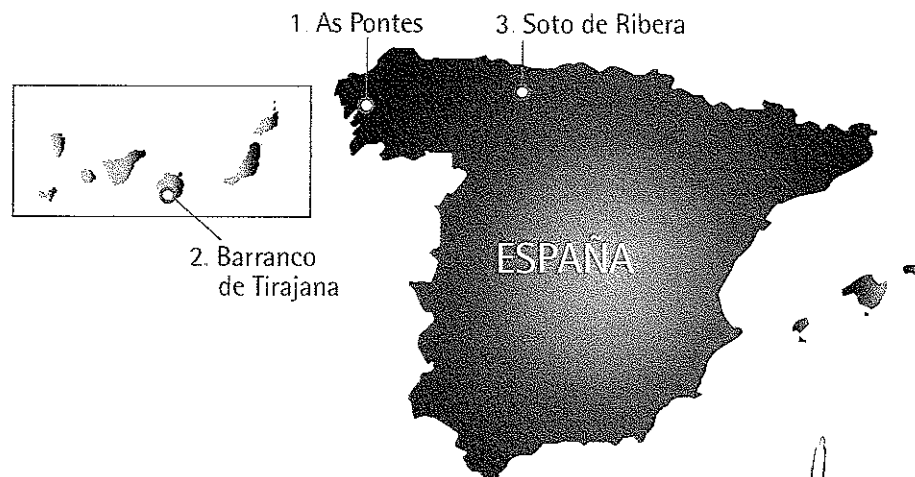 1. As Pontes
3. Soto de Ribera
2. Barranco
de Tirajana
ESPAÑA